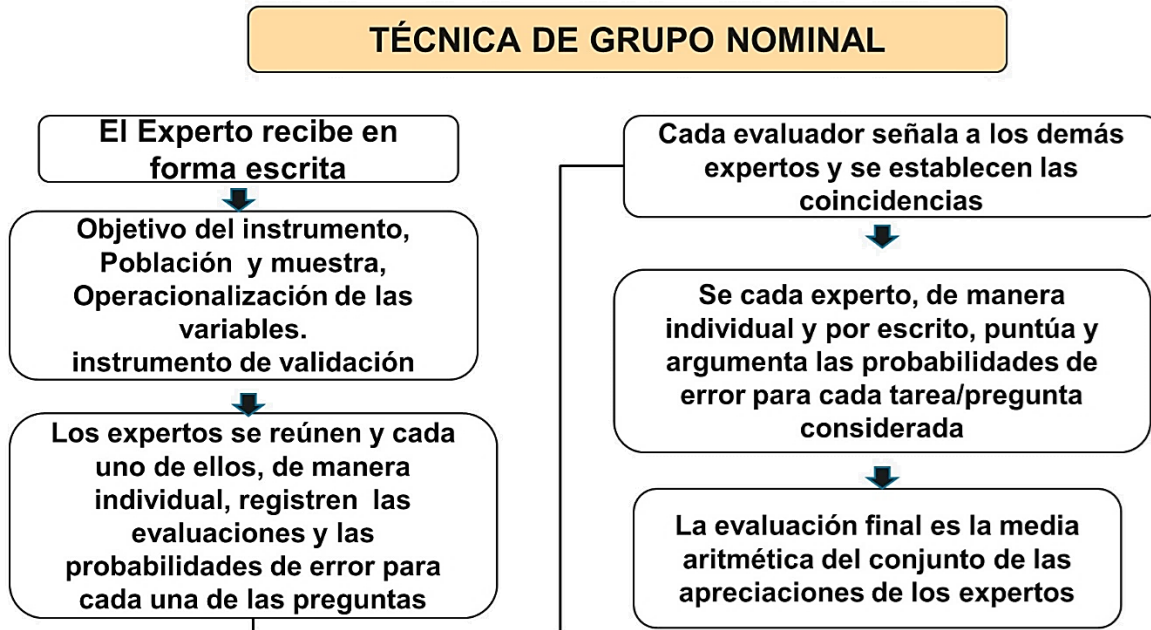 TÉCNICA DE GRUPO NOMINAL
El Experto recibe en
forma escrita
Objetivo del instrumento,
Población y muestra,
Operacionalización de las
variables.
instrumento de validación
Los expertos se reúnen y cada
uno de ellos, de manera
individual, registren las
evaluaciones y las
probabilidades de error para
cada una de las preguntas
Cada evaluador señala a los demás
expertos y se establecen las
coincidencias
Se cada experto, de manera
individual y por escrito, puntúa y
argumenta las probabilidades de
error para cada tarea/pregunta
considerada
La evaluación final es la media
aritmética del conjunto de las
apreciaciones de los expertos